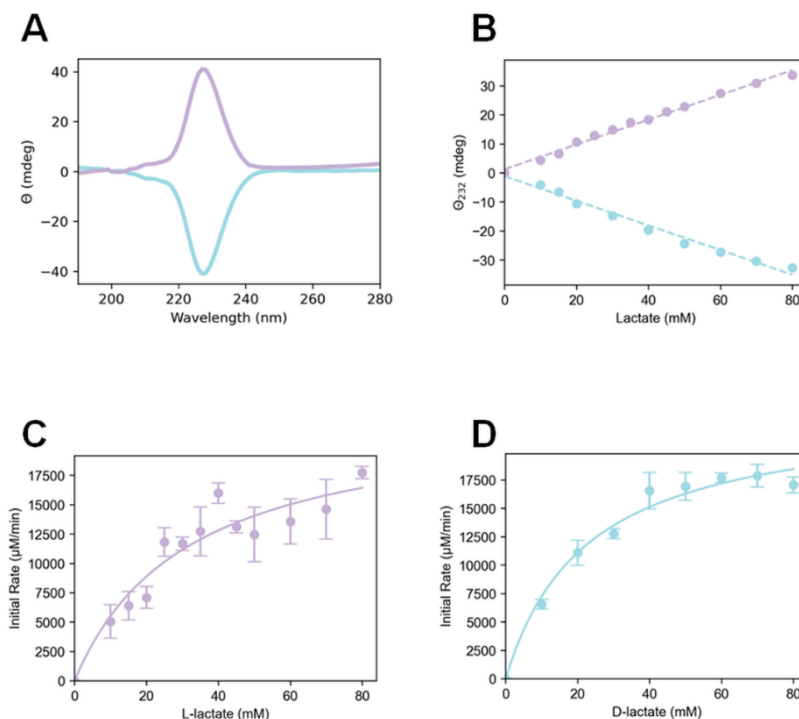 A
40
20
0
−20
−40
Θ (mdeg)
200 220 240 260 280
Wavelength (nm)
B
30
20
10
0
−10
−20
−30
Θ232 (mdeg)
0 20 40 60 80
Lactate (mM)
C
17500
15000
12500
10000
7500
5000
2500
0
Initial Rate (µM/min)
0 20 40 60 80
L-lactate (mM)
D
17500
15000
12500
10000
7500
5000
2500
0
Initial Rate (µM/min)
0 20 40 60 80
D-lactate (mM)